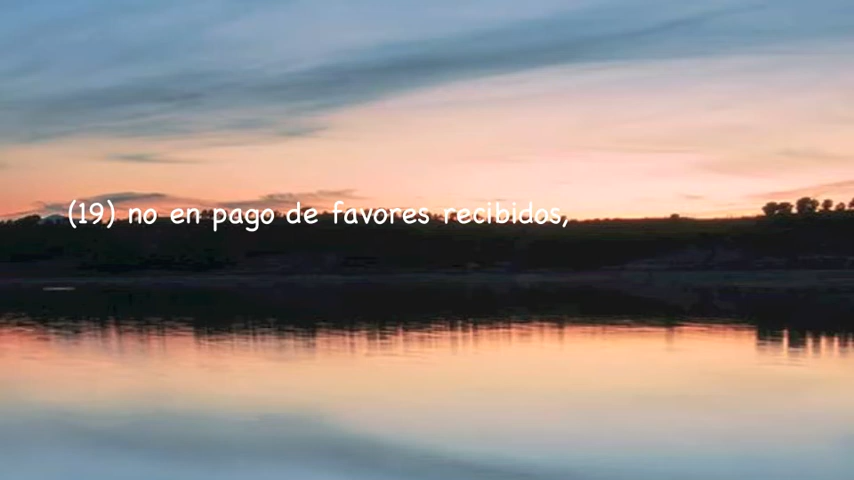 (19) no en pago de favores recibidos,